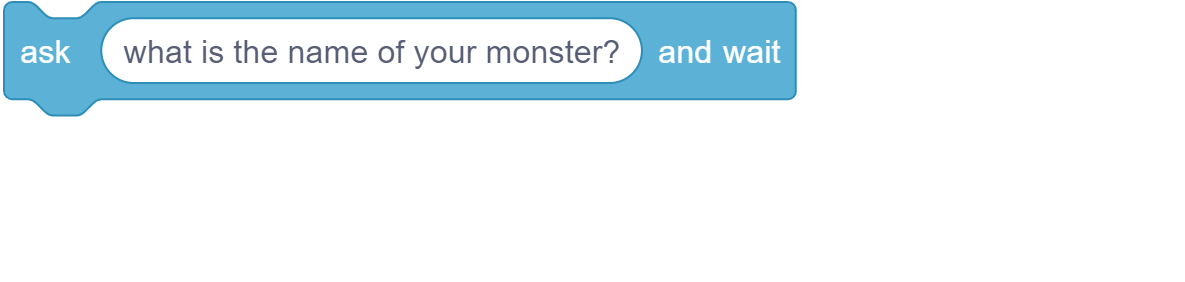 ask what is the name of your monster? and wait